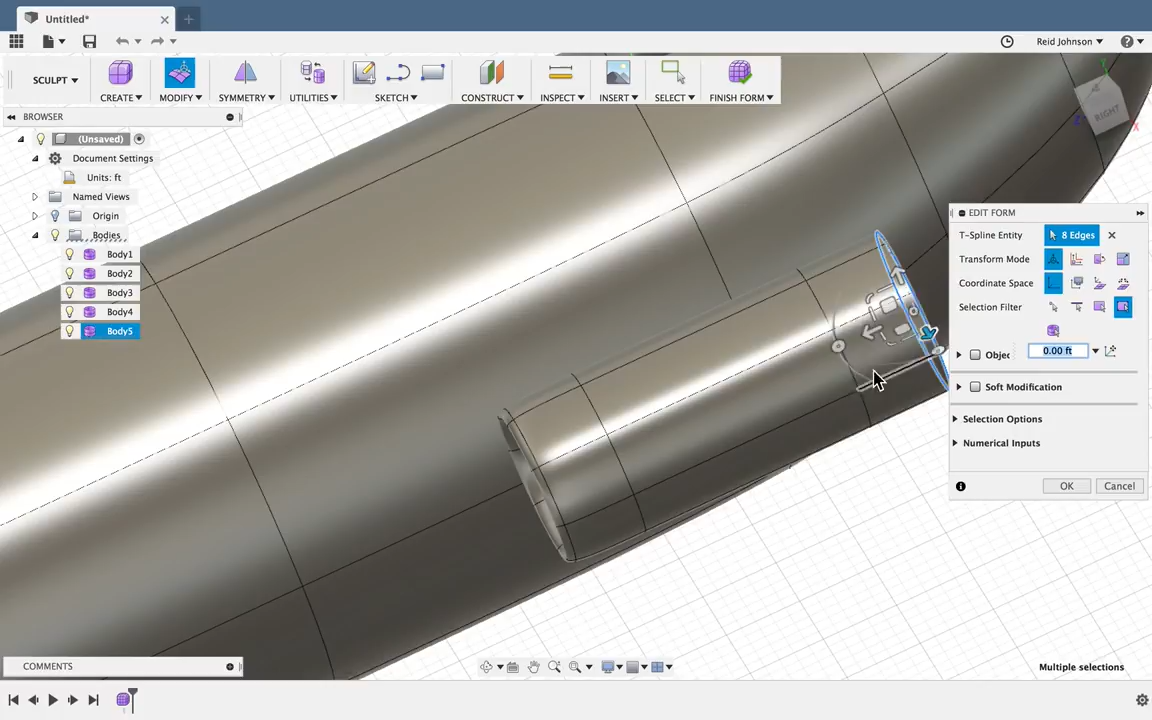 Untitled*
Reid Johnson
SCULPT
CREATE
MODIFY
SYMMETRY
UTILITIES
SKETCH
CONSTRUCT
INSPECT
INSERT
SELECT
FINISH FORM
RIGHT
BROWSER
(Unsaved)
Document Settings
Units: ft
Named Views
Origin
Bodies
Body1
Body2
Body3
Body4
Body5
EDIT FORM
T-Spline Entity
8 Edges
Transform Mode
Coordinate Space
Selection Filter
Objec
0.00 ft
Soft Modification
Selection Options
Numerical Inputs
OK
Cancel
COMMENTS
Multiple selections